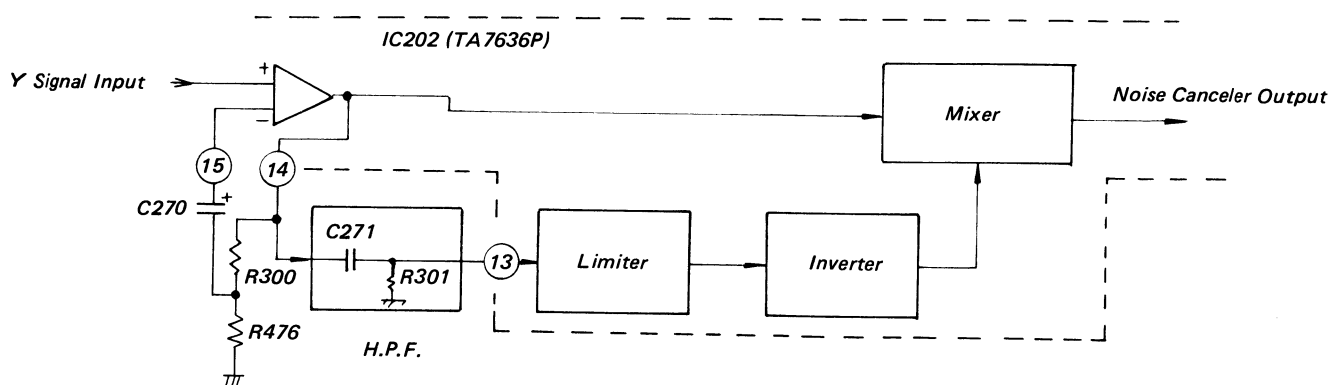 IC202 (TA7636P)
Y Signal Input
+
−
Mixer
Noise Canceler Output
15
14
C270
+
R300
R476
C271
R301
H.P.F.
13
Limiter
Inverter